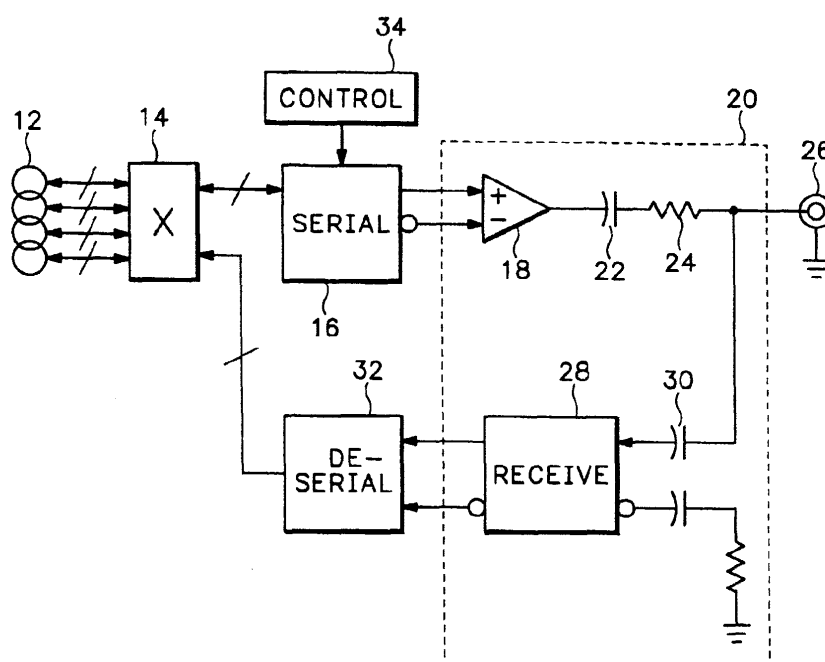 34
CONTROL
20
12
14
26
X
SERIAL
+
−
18
22
24
16
32
28
30
DE-
SERIAL
RECEIVE